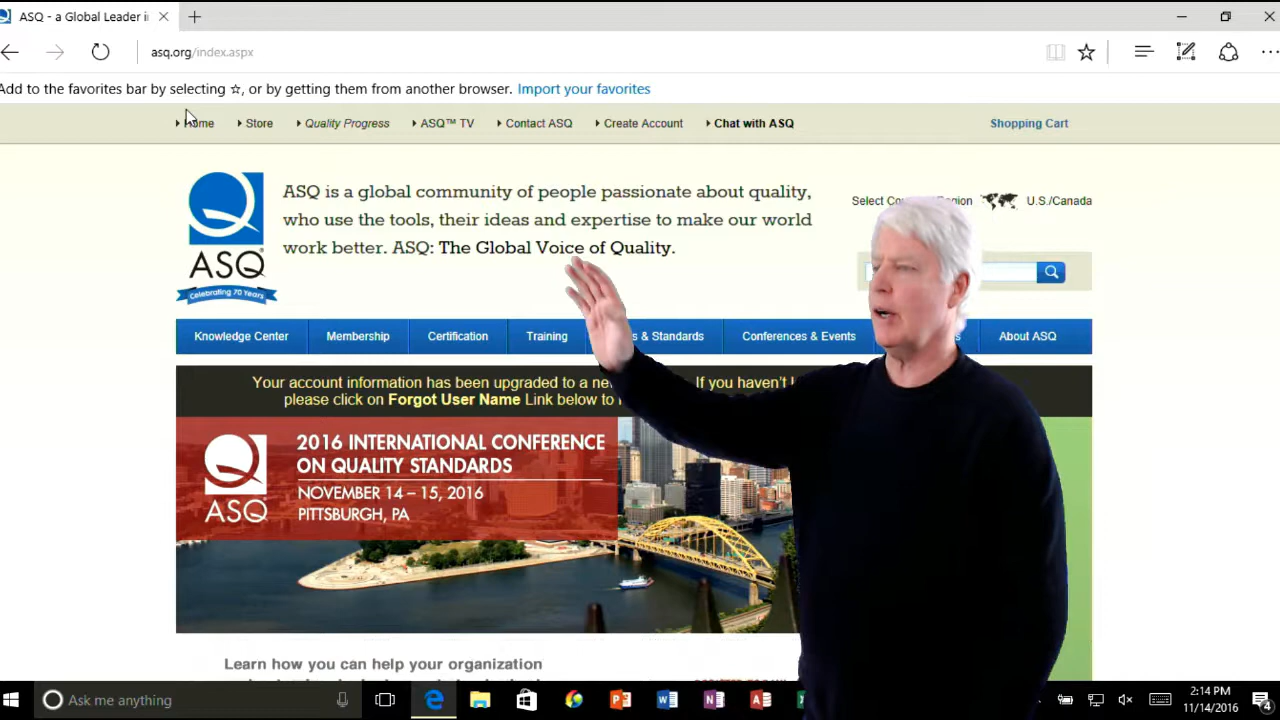 ASQ - a Global Leader in
asq.org/index.aspx
Add to the favorites bar by selecting ☆, or by getting them from another browser. Import your favorites
Home Store Quality Progress ASQ™ TV Contact ASQ Create Account Chat with ASQ Shopping Cart
ASQ
Celebrating 70 Years
ASQ is a global community of people passionate about quality,
who use the tools, their ideas and expertise to make our world
work better. ASQ: The Global Voice of Quality.
Select Region U.S./Canada
Knowledge Center Membership Certification Training & Standards Conferences & Events About ASQ
Your account information has been upgraded to a If you haven't
please click on Forgot User Name Link below to
ASQ
2016 INTERNATIONAL CONFERENCE
ON QUALITY STANDARDS
NOVEMBER 14 – 15, 2016
PITTSBURGH, PA
Learn how you can help your organization
Ask me anything
2:14 PM
11/14/2016
4